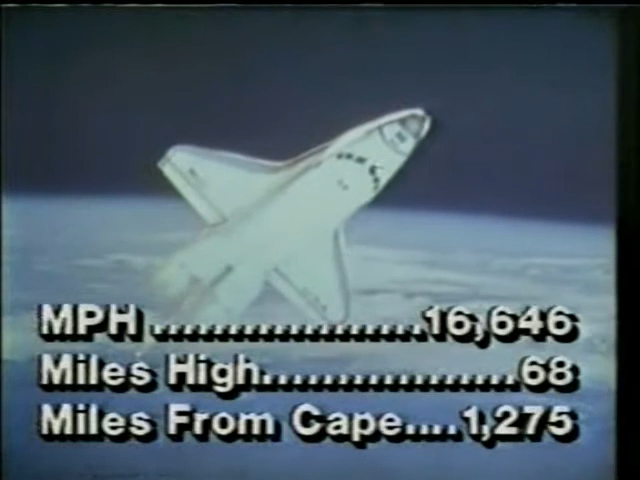 MPH ......................16,646
Miles High....................68
Miles From Cape....1,275